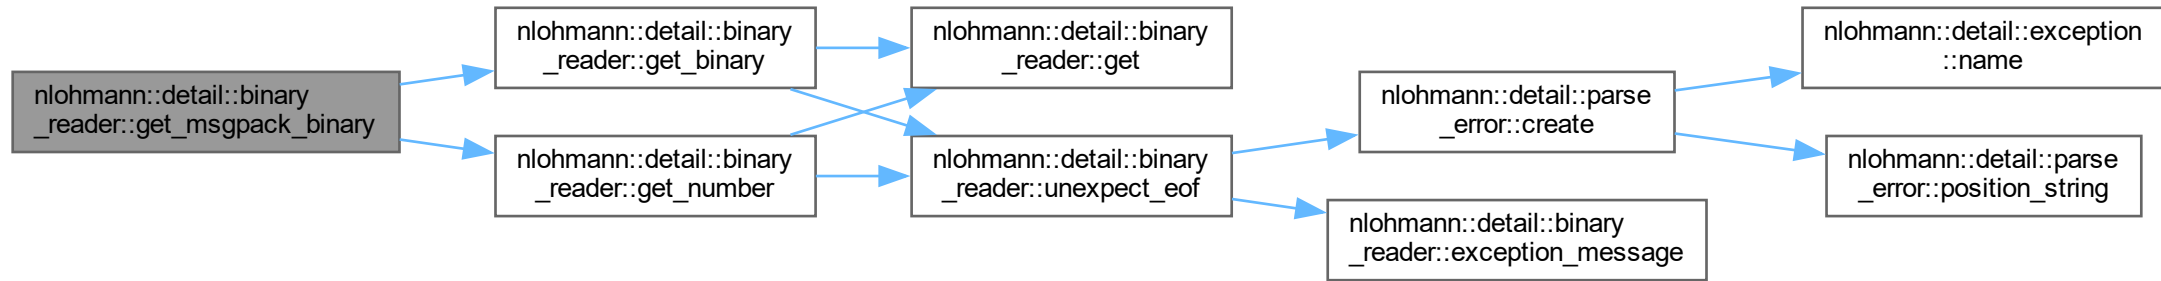 nlohmann::detail::binary
_reader::get_msgpack_binary
nlohmann::detail::binary
_reader::get_binary
nlohmann::detail::binary
_reader::get_number
nlohmann::detail::binary
_reader::get
nlohmann::detail::binary
_reader::unexpect_eof
nlohmann::detail::parse
_error::create
nlohmann::detail::binary
_reader::exception_message
nlohmann::detail::exception
::name
nlohmann::detail::parse
_error::position_string